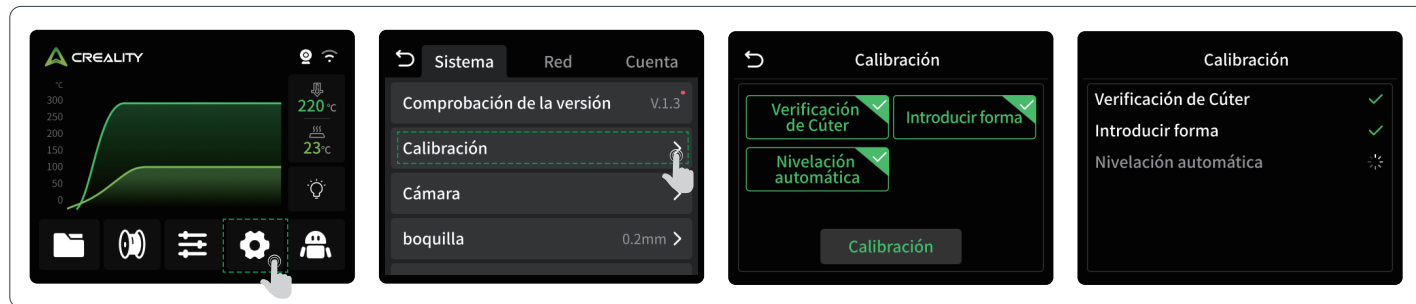 CREALITY
°C
300
250
200
150
100
50
0
220 °C
23°C
Sistema Red Cuenta
Comprobación de la versión V.1.3
Calibración
Cámara
boquilla 0.2mm
Calibración
Verificación
de Cúter
Introducir forma
Nivelación
automática
Calibración
Calibración
Verificación de Cúter
Introducir forma
Nivelación automática